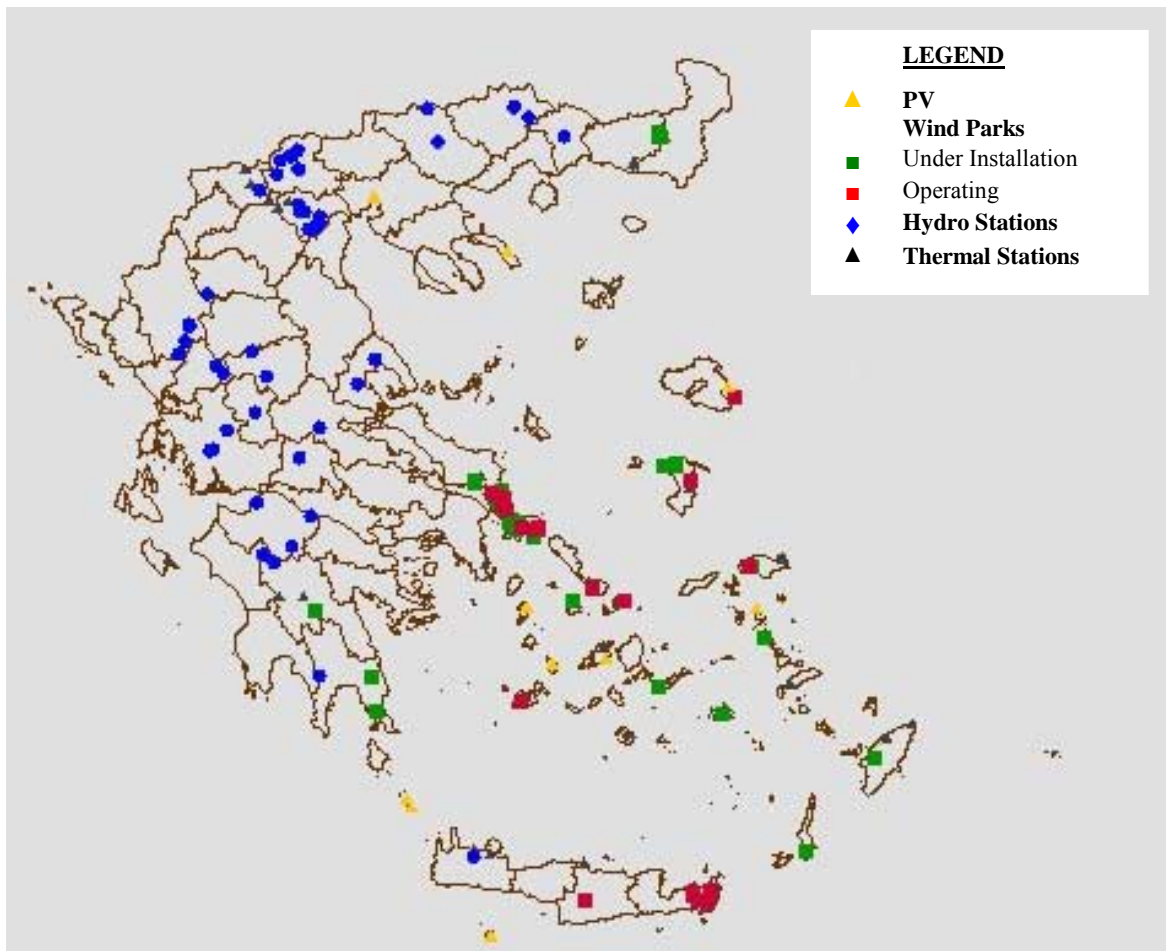 LEGEND
PV
Wind Parks
Under Installation
Operating
Hydro Stations
Thermal Stations